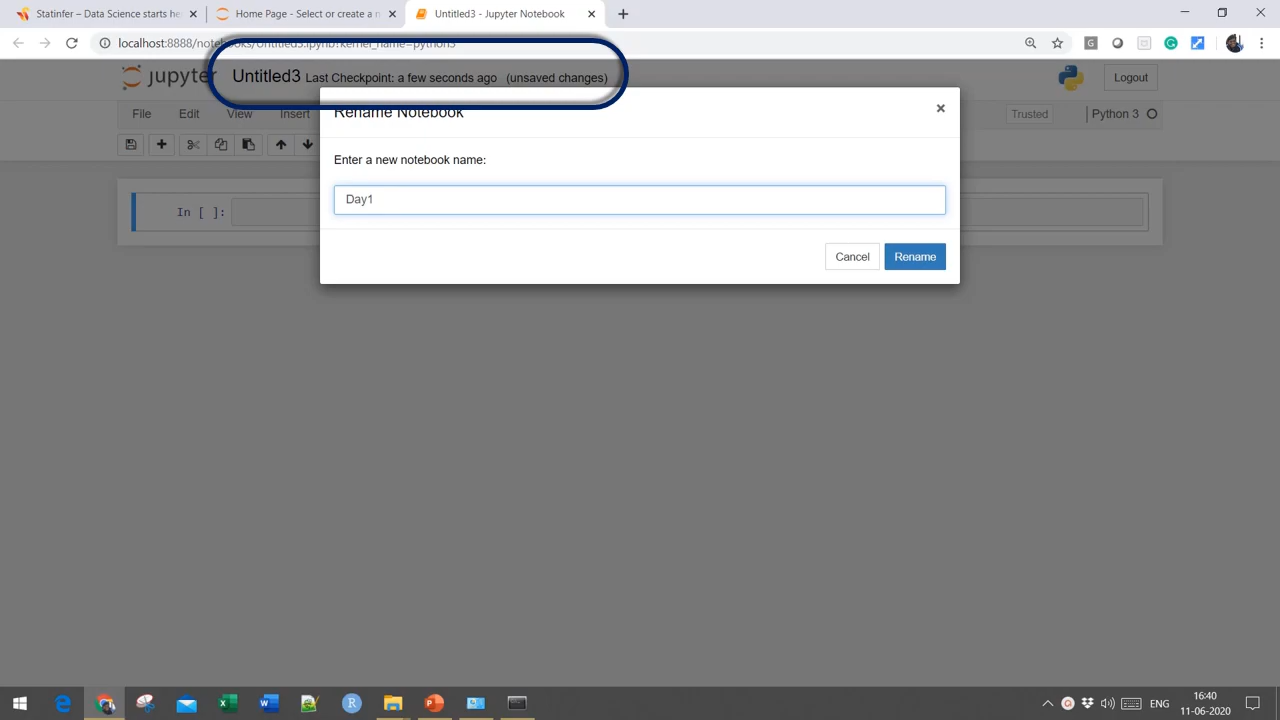 Statinfer – Data Science starts he
Home Page - Select or create a n
Untitled3 - Jupyter Notebook
localhost:8888/notebooks/Untitled3.ipynb?kernel_name=python3
jupyter Untitled3 Last Checkpoint: a few seconds ago (unsaved changes)
Logout
Rename Notebook
File Edit View Insert
Trusted
Python 3
Enter a new notebook name:
Day1
In [ ]:
Cancel Rename
ENG
16:40
11-06-2020